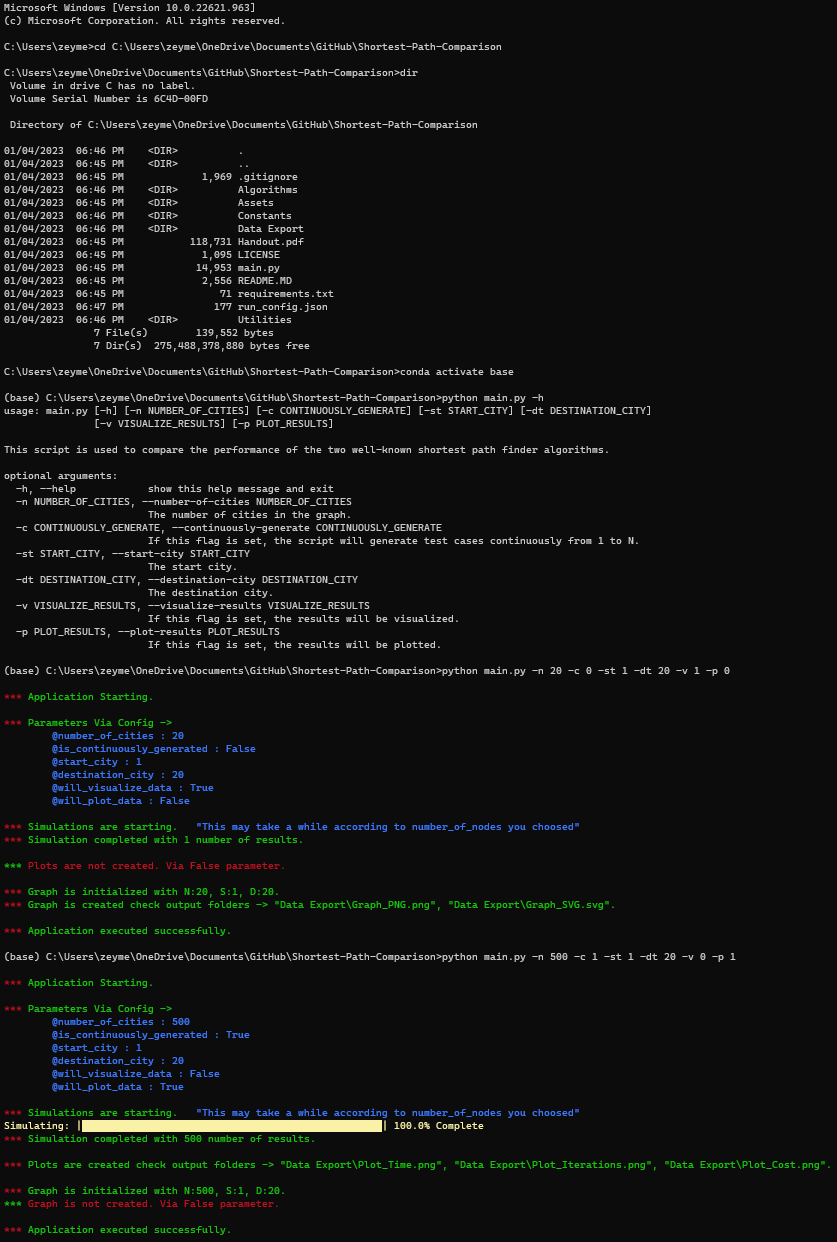 Microsoft Windows [Version 10.0.22621.963]
(c) Microsoft Corporation. All rights reserved.
C:\Users\zeyme>cd C:\Users\zeyme\OneDrive\Documents\GitHub\Shortest-Path-Comparison
C:\Users\zeyme\OneDrive\Documents\GitHub\Shortest-Path-Comparison>dir
 Volume in drive C has no label.
 Volume Serial Number is 6C4D-00FD
 Directory of C:\Users\zeyme\OneDrive\Documents\GitHub\Shortest-Path-Comparison
01/04/2023  06:46 PM    <DIR>          .
01/04/2023  06:45 PM    <DIR>          ..
01/04/2023  06:45 PM             1,969 .gitignore
01/04/2023  06:46 PM    <DIR>          Algorithms
01/04/2023  06:45 PM    <DIR>          Assets
01/04/2023  06:46 PM    <DIR>          Constants
01/04/2023  06:46 PM    <DIR>          Data Export
01/04/2023  06:45 PM           118,731 Handout.pdf
01/04/2023  06:45 PM             1,095 LICENSE
01/04/2023  06:45 PM            14,953 main.py
01/04/2023  06:45 PM             2,556 README.MD
01/04/2023  06:45 PM                71 requirements.txt
01/04/2023  06:47 PM               177 run_config.json
01/04/2023  06:46 PM    <DIR>          Utilities
               7 File(s)        139,552 bytes
               7 Dir(s)  275,488,378,880 bytes free
C:\Users\zeyme\OneDrive\Documents\GitHub\Shortest-Path-Comparison>conda activate base
(base) C:\Users\zeyme\OneDrive\Documents\GitHub\Shortest-Path-Comparison>python main.py -h
usage: main.py [-h] [-n NUMBER_OF_CITIES] [-c CONTINUOUSLY_GENERATE] [-st START_CITY] [-dt DESTINATION_CITY]
               [-v VISUALIZE_RESULTS] [-p PLOT_RESULTS]
This script is used to compare the performance of the two well-known shortest path finder algorithms.
optional arguments:
  -h, --help            show this help message and exit
  -n NUMBER_OF_CITIES, --number-of-cities NUMBER_OF_CITIES
                        The number of cities in the graph.
  -c CONTINUOUSLY_GENERATE, --continuously-generate CONTINUOUSLY_GENERATE
                        If this flag is set, the script will generate test cases continuously from 1 to N.
  -st START_CITY, --start-city START_CITY
                        The start city.
  -dt DESTINATION_CITY, --destination-city DESTINATION_CITY
                        The destination city.
  -v VISUALIZE_RESULTS, --visualize-results VISUALIZE_RESULTS
                        If this flag is set, the results will be visualized.
  -p PLOT_RESULTS, --plot-results PLOT_RESULTS
                        If this flag is set, the results will be plotted.
(base) C:\Users\zeyme\OneDrive\Documents\GitHub\Shortest-Path-Comparison>python main.py -n 20 -c 0 -st 1 -dt 20 -v 1 -p 0
*** Application Starting.
*** Parameters Via Config ->
        @number_of_cities : 20
        @is_continuously_generated : False
        @start_city : 1
        @destination_city : 20
        @will_visualize_data : True
        @will_plot_data : False
*** Simulations are starting.   "This may take a while according to number_of_nodes you choosed"
*** Simulation completed with 1 number of results.
*** Plots are not created. Via False parameter.
*** Graph is initialized with N:20, S:1, D:20.
*** Graph is created check output folders -> "Data Export\Graph_PNG.png", "Data Export\Graph_SVG.svg".
*** Application executed successfully.
(base) C:\Users\zeyme\OneDrive\Documents\GitHub\Shortest-Path-Comparison>python main.py -n 500 -c 1 -st 1 -dt 20 -v 0 -p 1
*** Application Starting.
*** Parameters Via Config ->
        @number_of_cities : 500
        @is_continuously_generated : True
        @start_city : 1
        @destination_city : 20
        @will_visualize_data : False
        @will_plot_data : True
*** Simulations are starting.   "This may take a while according to number_of_nodes you choosed"
Simulating: |██████████████████████████████████████████████████| 100.0% Complete
*** Simulation completed with 500 number of results.
*** Plots are created check output folders -> "Data Export\Plot_Time.png", "Data Export\Plot_Iterations.png", "Data Export\Plot_Cost.png".
*** Graph is initialized with N:500, S:1, D:20.
*** Graph is not created. Via False parameter.
*** Application executed successfully.